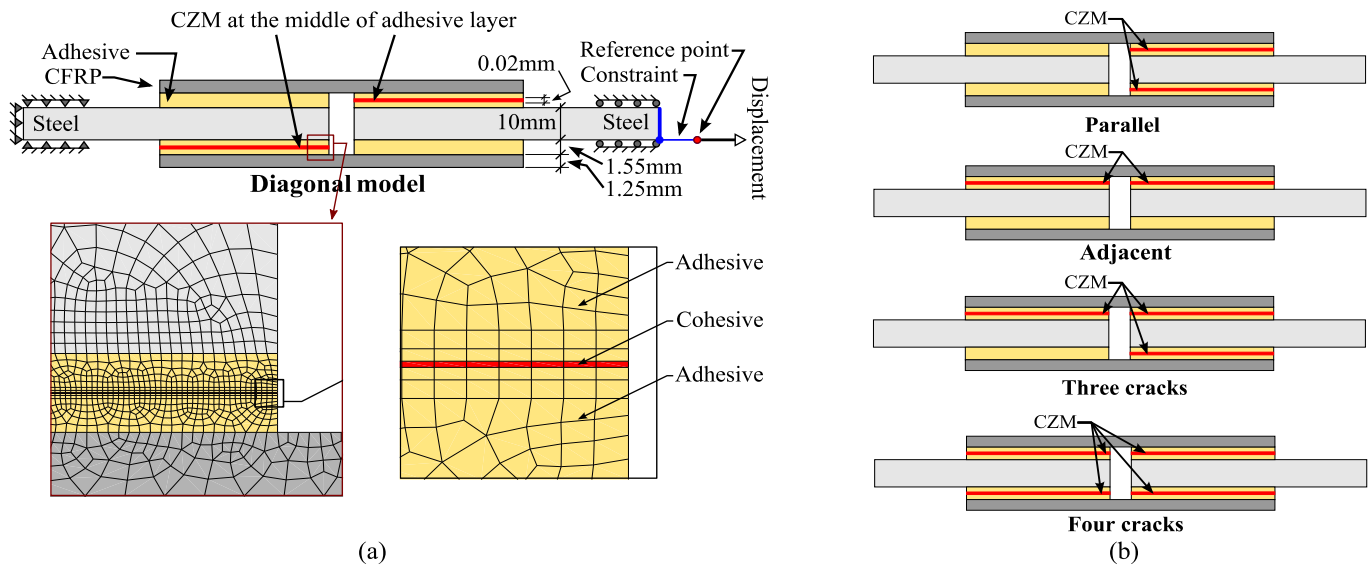 CZM at the middle of adhesive layer
Adhesive
CFRP
0.02mm
Reference point
Constraint
Displacement
Steel
10mm
Steel
1.55mm
1.25mm
Diagonal model
Adhesive
Cohesive
Adhesive
(a)
CZM
Parallel
CZM
Adjacent
CZM
Three cracks
CZM
Four cracks
(b)